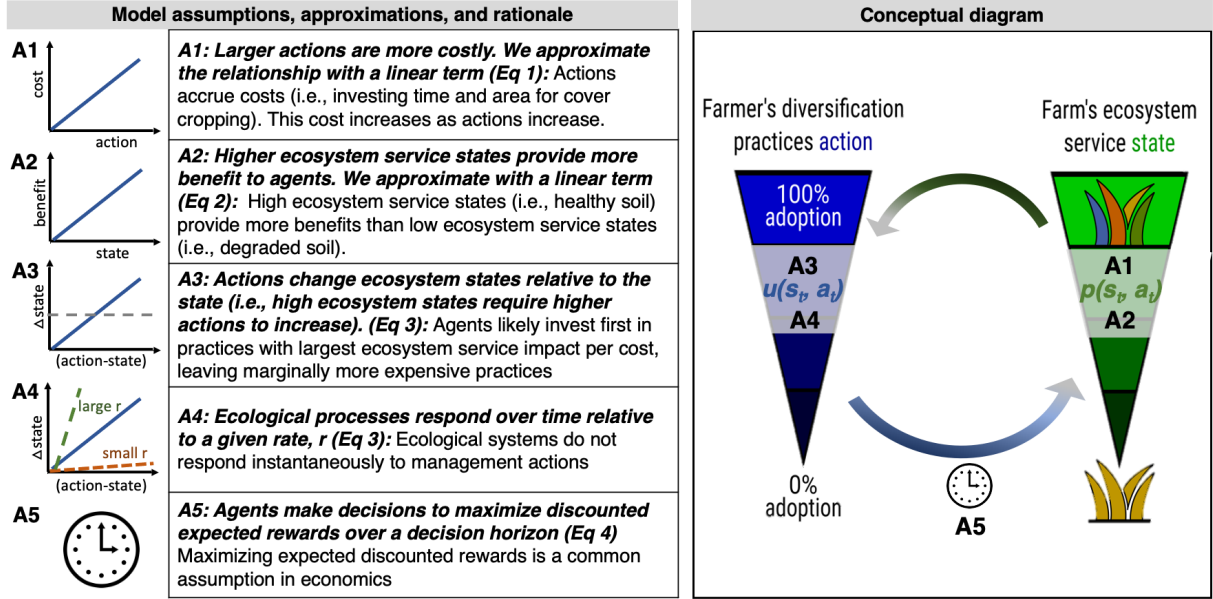 Model assumptions, approximations, and rationale
A1
cost
action
A1: Larger actions are more costly. We approximate
the relationship with a linear term (Eq 1): Actions
accrue costs (i.e., investing time and area for cover
cropping). This cost increases as actions increase.
A2
benefit
state
A2: Higher ecosystem service states provide more
benefit to agents. We approximate with a linear term
(Eq 2): High ecosystem service states (i.e., healthy soil)
provide more benefits than low ecosystem service states
(i.e., degraded soil).
A3
Δstate
(action-state)
A3: Actions change ecosystem states relative to the
state (i.e., high ecosystem states require higher
actions to increase). (Eq 3): Agents likely invest first in
practices with largest ecosystem service impact per cost,
leaving marginally more expensive practices
A4
Δstate
large r
small r
(action-state)
A4: Ecological processes respond over time relative
to a given rate, r (Eq 3): Ecological systems do not
respond instantaneously to management actions
A5
A5: Agents make decisions to maximize discounted
expected rewards over a decision horizon (Eq 4)
Maximizing expected discounted rewards is a common
assumption in economics
Conceptual diagram
Farmer's diversification
practices action
100%
adoption
A3
u(sₜ, aₜ)
A4
0%
adoption
Farm's ecosystem
service state
A1
p(sₜ, aₜ)
A2
A5